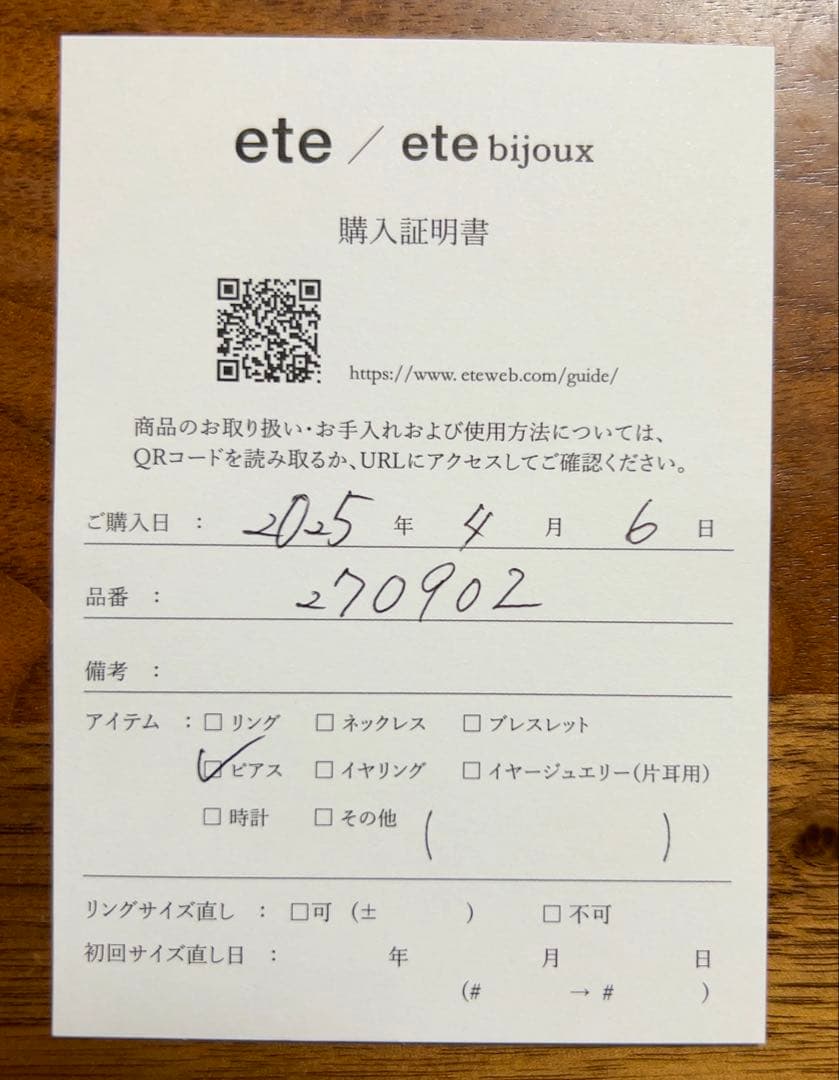 ete / ete bijoux
購入証明書
https://www.eteweb.com/guide/
商品のお取り扱い・お手入れおよび使用方法については、
QRコードを読み取るか、URLにアクセスしてご確認ください。
ご購入日 : 2025 年 4 月 6 日
品番 : 270902
備考 :
アイテム : □ リング □ ネックレス □ ブレスレット
☑ ピアス □ イヤリング □ イヤージュエリー(片耳用)
□ 時計 □ その他 ( )
リングサイズ直し : □可 (± ) □ 不可
初回サイズ直し日 : 年 月 日
(# → # )